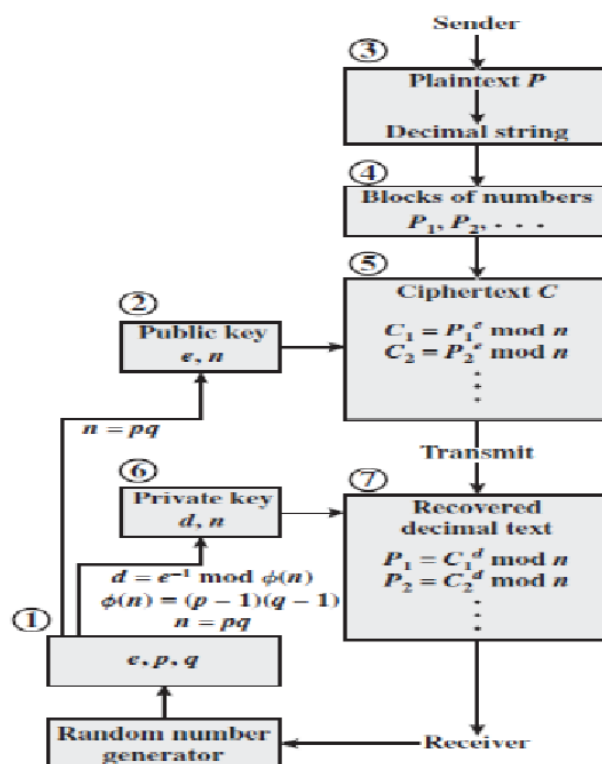 Sender
③
Plaintext P
Decimal string
④
Blocks of numbers
P₁, P₂, . . .
⑤
Ciphertext C
C₁ = P₁ᵉ mod n
C₂ = P₂ᵉ mod n
.
.
.
②
Public key
e, n
n = pq
Transmit
⑥
Private key
d, n
⑦
Recovered
decimal text
P₁ = C₁ᵈ mod n
P₂ = C₂ᵈ mod n
.
.
.
d = e⁻¹ mod ϕ(n)
ϕ(n) = (p − 1)(q − 1)
n = pq
①
e, p, q
Random number
generator
Receiver